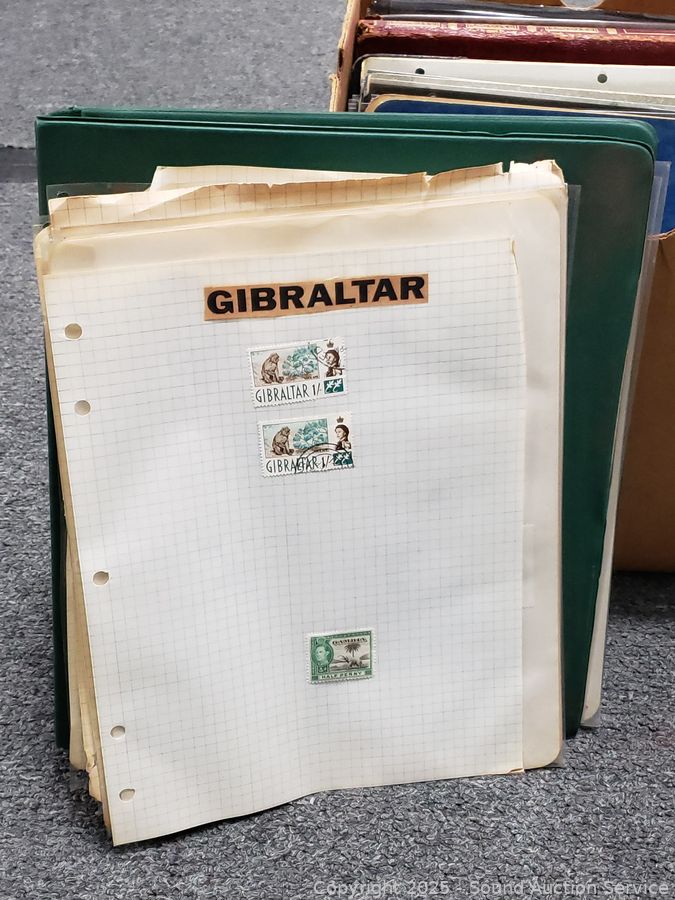 GIBRALTAR
GIBRALTAR 1/-
GIBRALTAR 1/-
GAMBIA
HALF PENNY
Copyright 2025 - Sound Auction Service